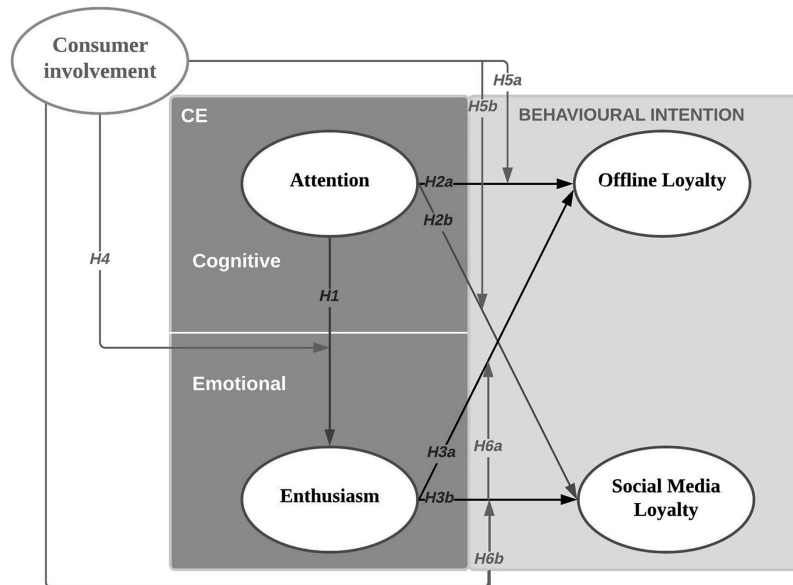 Consumer
involvement
H5a
H5b
CE
BEHAVIOURAL INTENTION
Attention
H2a
Offline Loyalty
H2b
H4
Cognitive
H1
Emotional
H3a
H6a
Enthusiasm
H3b
Social Media
Loyalty
H6b